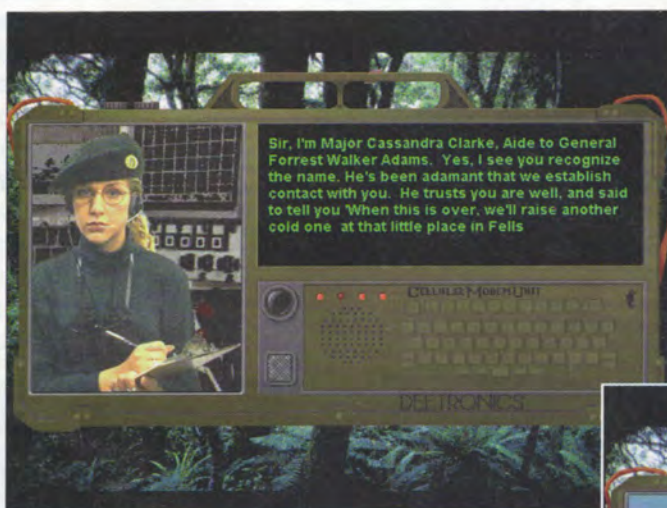 Sir, I'm Major Cassandra Clarke, Aide to General
Forrest Walker Adams.  Yes, I see you recognize
the name. He's been adamant that we establish
contact with you.  He trusts you are well, and said
to tell you 'When this is over, we'll raise another
cold one  at that little place in Fells
CELLULAR MODEM UNIT
DEETRONICS